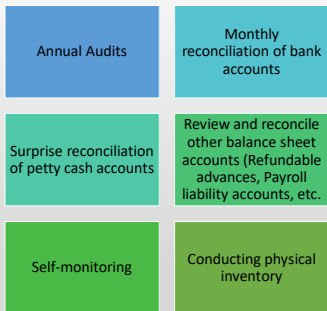 Annual Audits
Monthly
reconciliation of bank
accounts
Surprise reconciliation
of petty cash accounts
Review and reconcile
other balance sheet
accounts (Refundable
advances, Payroll
liability accounts, etc.
Self-monitoring
Conducting physical
inventory